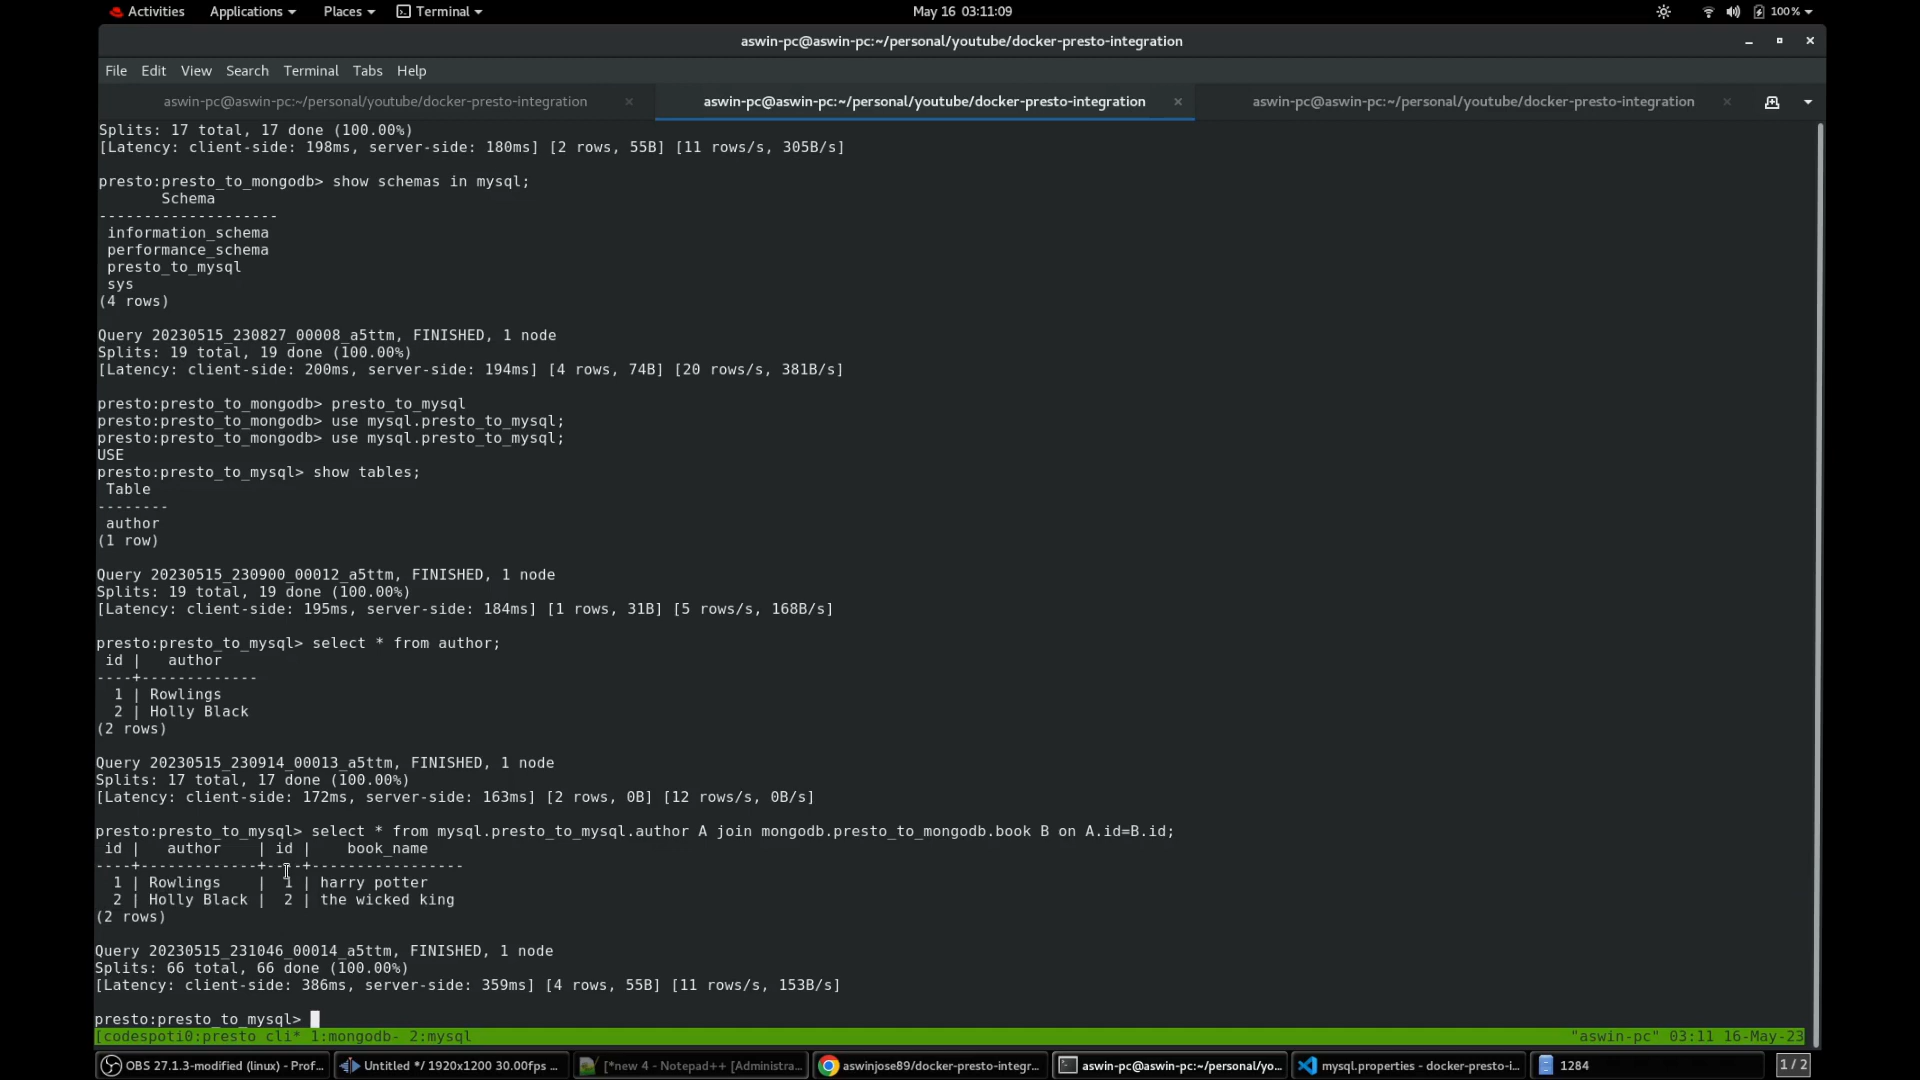 Activities Applications Places Terminal May 16 03:11:09 100%
aswin-pc@aswin-pc:~/personal/youtube/docker-presto-integration
File Edit View Search Terminal Tabs Help
aswin-pc@aswin-pc:~/personal/youtube/docker-presto-integration × aswin-pc@aswin-pc:~/personal/youtube/docker-presto-integration × aswin-pc@aswin-pc:~/personal/youtube/docker-presto-integration ×
Splits: 17 total, 17 done (100.00%)
[Latency: client-side: 198ms, server-side: 180ms] [2 rows, 55B] [11 rows/s, 305B/s]
presto:presto_to_mongodb> show schemas in mysql;
Schema
--------------------
information_schema
performance_schema
presto_to_mysql
sys
(4 rows)
Query 20230515_230827_00008_a5ttm, FINISHED, 1 node
Splits: 19 total, 19 done (100.00%)
[Latency: client-side: 200ms, server-side: 194ms] [4 rows, 74B] [20 rows/s, 381B/s]
presto:presto_to_mongodb> presto_to_mysql
presto:presto_to_mongodb> use mysql.presto_to_mysql;
presto:presto_to_mongodb> use mysql.presto_to_mysql;
USE
presto:presto_to_mysql> show tables;
Table
--------
author
(1 row)
Query 20230515_230900_00012_a5ttm, FINISHED, 1 node
Splits: 19 total, 19 done (100.00%)
[Latency: client-side: 195ms, server-side: 184ms] [1 rows, 31B] [5 rows/s, 168B/s]
presto:presto_to_mysql> select * from author;
id | author
----+-------------
1 | Rowlings
2 | Holly Black
(2 rows)
Query 20230515_230914_00013_a5ttm, FINISHED, 1 node
Splits: 17 total, 17 done (100.00%)
[Latency: client-side: 172ms, server-side: 163ms] [2 rows, 0B] [12 rows/s, 0B/s]
presto:presto_to_mysql> select * from mysql.presto_to_mysql.author A join mongodb.presto_to_mongodb.book B on A.id=B.id;
id | author | id | book_name
----+-------------+----+-----------------
1 | Rowlings | 1 | harry potter
2 | Holly Black | 2 | the wicked king
(2 rows)
Query 20230515_231046_00014_a5ttm, FINISHED, 1 node
Splits: 66 total, 66 done (100.00%)
[Latency: client-side: 386ms, server-side: 359ms] [4 rows, 55B] [11 rows/s, 153B/s]
presto:presto_to_mysql>
[codespoti0:presto cli* 1:mongodb- 2:mysql "aswin-pc" 03:11 16-May-23
OBS 27.1.3-modified (linux) - Prof... Untitled */ 1920x1200 30.00fps ... [*new 4 - Notepad++ [Administra... aswinjose89/docker-presto-integr... aswin-pc@aswin-pc:~/personal/yo... mysql.properties - docker-presto-i... 1284 1 / 2